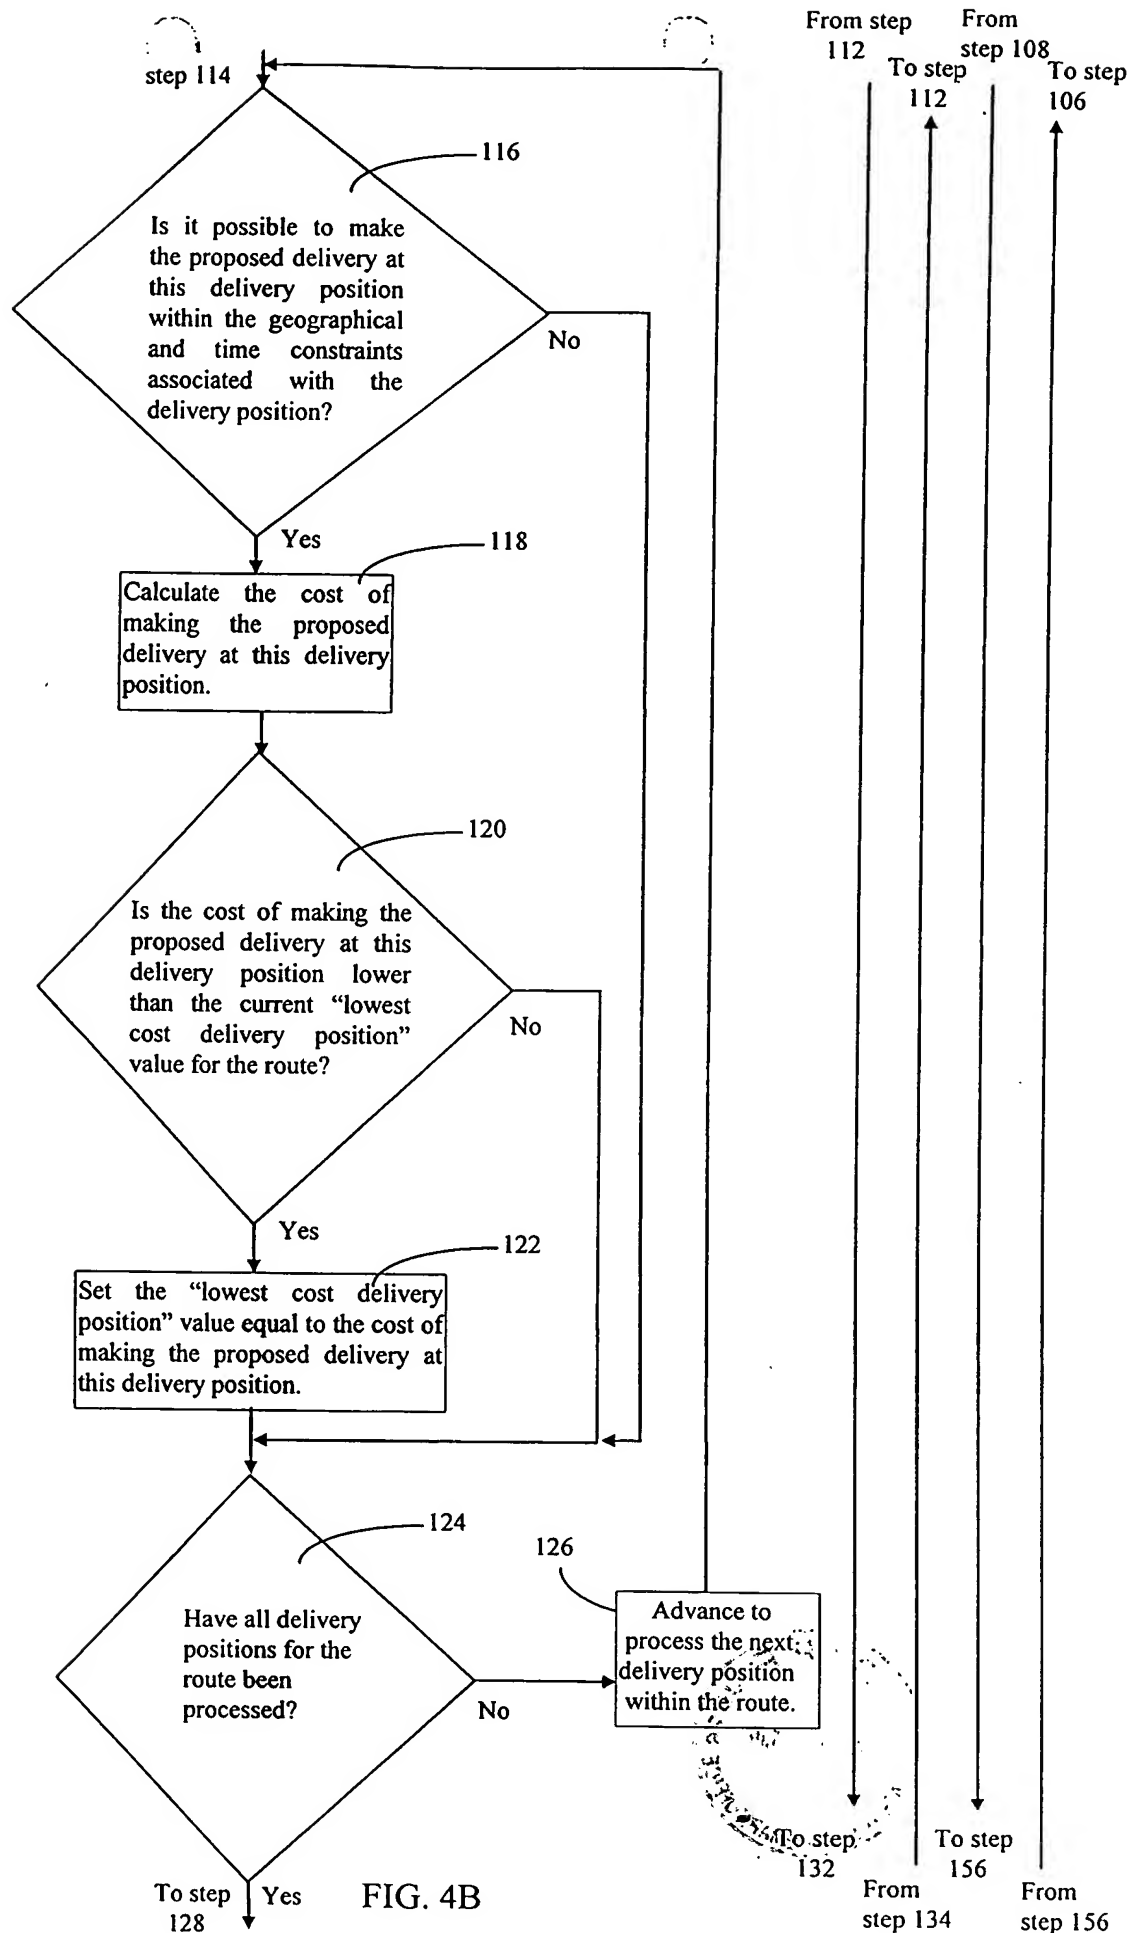 From step
112
From
step 108
To step
112
To step
106
step 114
116
Is it possible to make
the proposed delivery at
this delivery position
within the geographical
and time constraints
associated with the
delivery position?
No
Yes
118
Calculate the cost of
making the proposed
delivery at this delivery
position.
120
Is the cost of making the
proposed delivery at this
delivery position lower
than the current “lowest
cost delivery position”
value for the route?
No
Yes
122
Set the “lowest cost delivery
position” value equal to the cost of
making the proposed delivery at
this delivery position.
124
Have all delivery
positions for the
route been
processed?
No
126
Advance to
process the next
delivery position
within the route.
To step
132
To step
156
To step
128
Yes
FIG. 4B
From
step 134
From
step 156